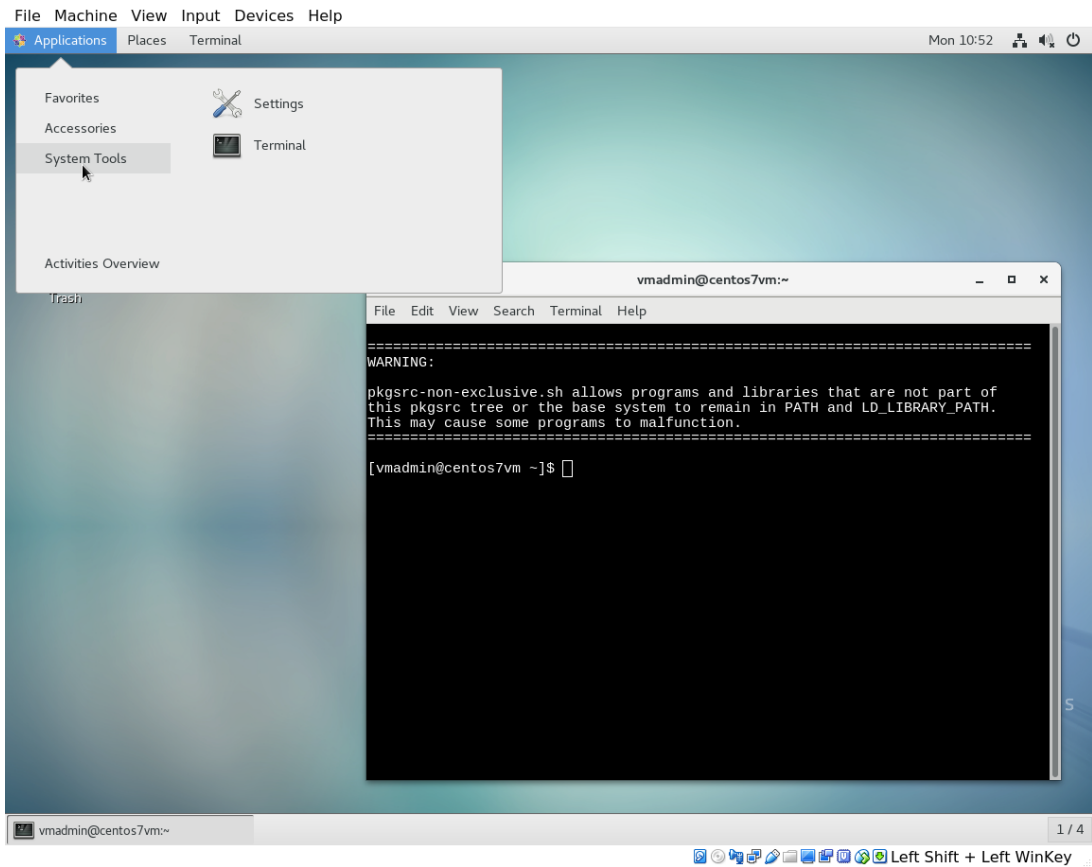 File Machine View Input Devices Help
Applications Places Terminal Mon 10:52
Favorites
Accessories
System Tools
Activities Overview
Settings
Terminal
Trash
vmadmin@centos7vm:~
File Edit View Search Terminal Help
==============================================================================
WARNING:
pkgsrc-non-exclusive.sh allows programs and libraries that are not part of
this pkgsrc tree or the base system to remain in PATH and LD_LIBRARY_PATH.
This may cause some programs to malfunction.
==============================================================================
[vmadmin@centos7vm ~]$
S
vmadmin@centos7vm:~ 1 / 4
Left Shift + Left WinKey